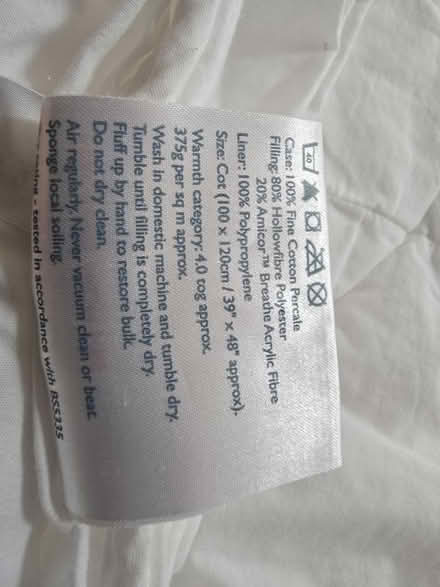 40
Case: 100% Fine Cotton Percale
Filling: 80% Hollowfibre Polyester
20% Amicor™ Breathe Acrylic Fibre
Liner: 100% Polypropylene
Size: Cot (100 x 120cm / 39" x 48" approx).
Warmth category: 4.0 tog approx.
375g per sq m approx.
Wash in domestic machine and tumble dry.
Tumble until filling is completely dry.
Fluff up by hand to restore bulk.
Do not dry clean.
Air regularly. Never vacuum clean or beat.
Sponge local soiling.
- tested in accordance with BS5335